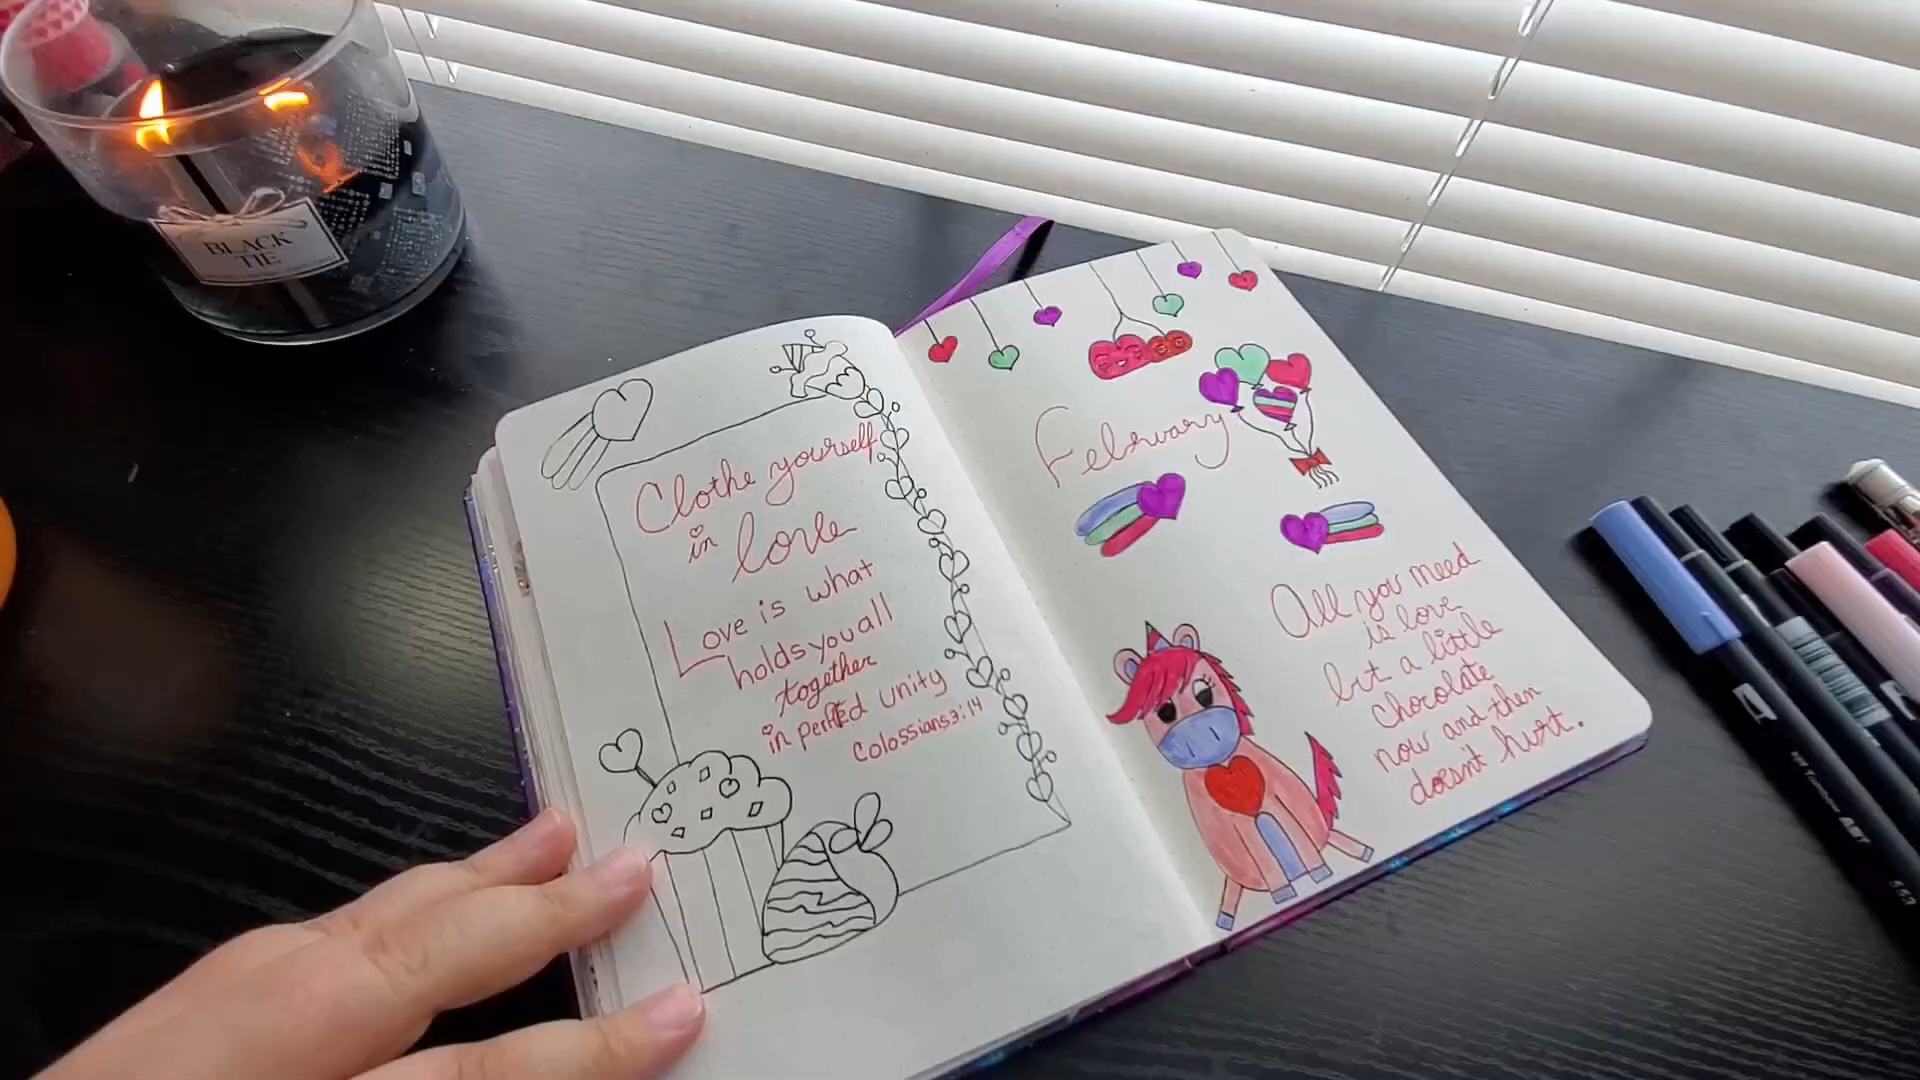 BLACK
TIE
Clothe yourself
in love
Love is what
holds you all
together
in perfect unity
Colossians 3:14
February
All you need
is love
but a little
chocolate
now and then
doesn't hurt.